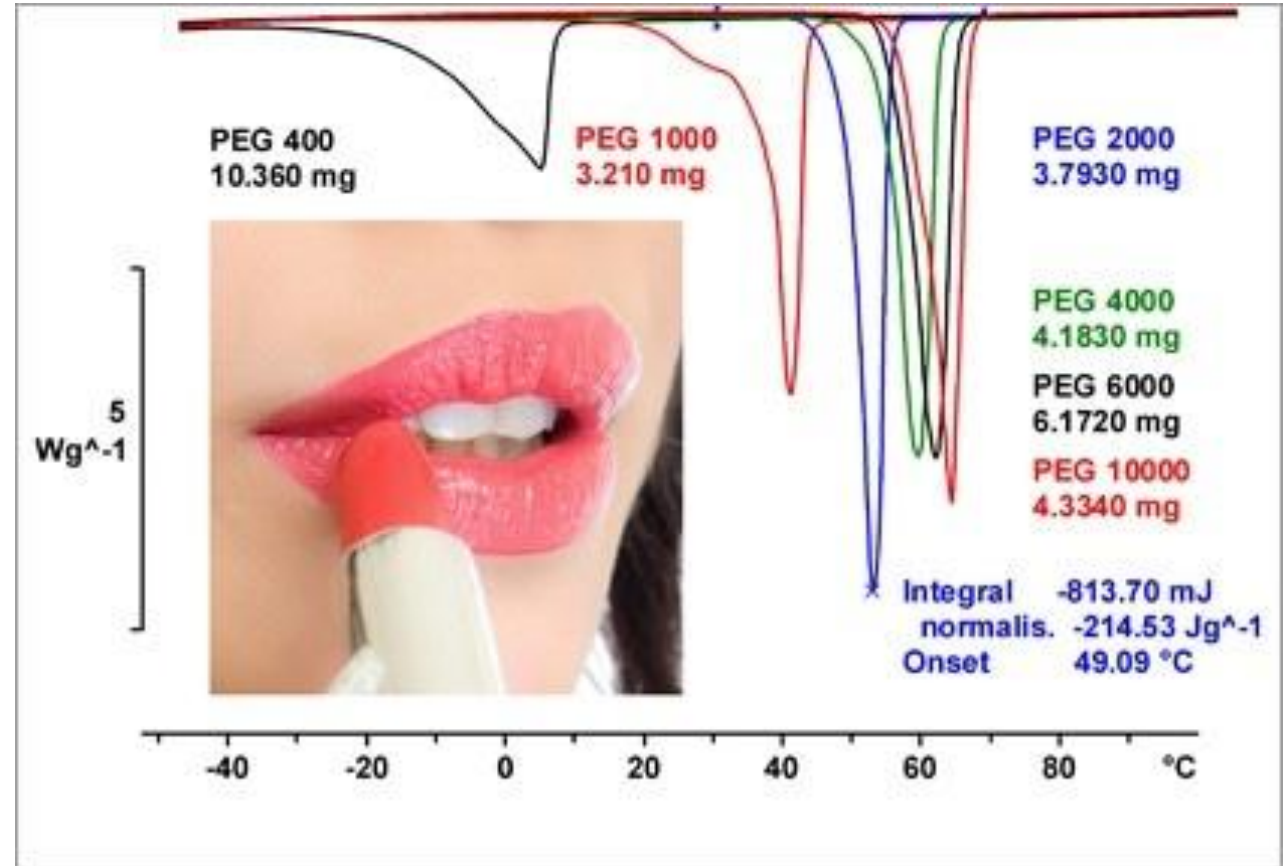 PEG 400
10.360 mg
PEG 1000
3.210 mg
PEG 2000
3.7930 mg
PEG 4000
4.1830 mg
PEG 6000
6.1720 mg
PEG 10000
4.3340 mg
5
Wg^-1
Integral -813.70 mJ
normalis. -214.53 Jg^-1
Onset 49.09 °C
-40 -20 0 20 40 60 80 °C